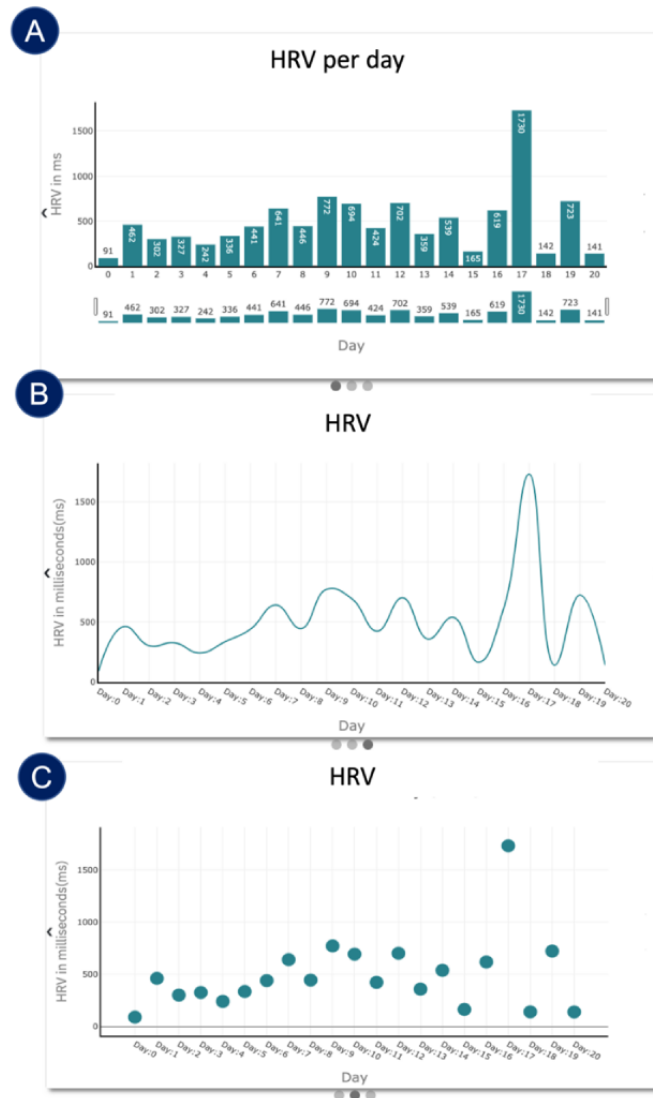 A
HRV per day
HRV in ms
1500
1000
500
0
91 462 302 327 242 336 441 641 446 772 694 424 702 359 539 165 619 1730 142 723 141
0 1 2 3 4 5 6 7 8 9 10 11 12 13 14 15 16 17 18 19 20
91 462 302 327 242 336 441 641 446 772 694 424 702 359 539 165 619 1730 142 723 141
Day
B
HRV
HRV in milliseconds(ms)
1500
1000
500
0
Day:0 Day:1 Day:2 Day:3 Day:4 Day:5 Day:6 Day:7 Day:8 Day:9 Day:10 Day:11 Day:12 Day:13 Day:14 Day:15 Day:16 Day:17 Day:18 Day:19 Day:20
Day
C
HRV
HRV in milliseconds(ms)
1500
1000
500
0
Day:0 Day:1 Day:2 Day:3 Day:4 Day:5 Day:6 Day:7 Day:8 Day:9 Day:10 Day:11 Day:12 Day:13 Day:14 Day:15 Day:16 Day:17 Day:18 Day:19 Day:20
Day